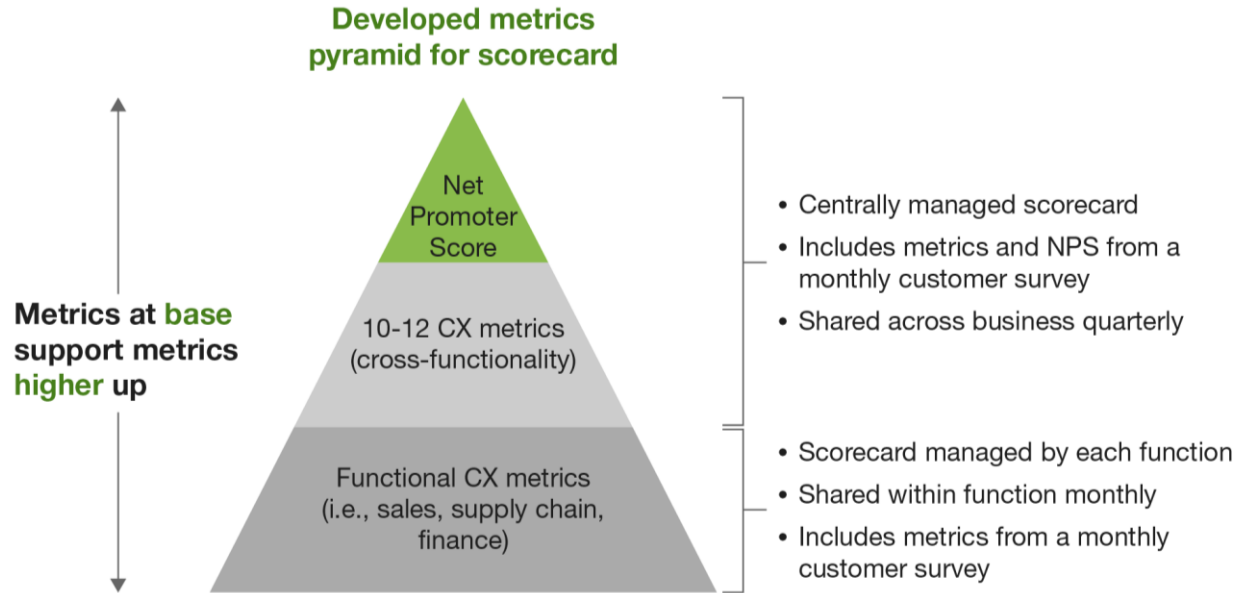 Developed metrics
pyramid for scorecard
Net
Promoter
Score
10-12 CX metrics
(cross-functionality)
Functional CX metrics
(i.e., sales, supply chain,
finance)
Metrics at base
support metrics
higher up
• Centrally managed scorecard
• Includes metrics and NPS from a
monthly customer survey
• Shared across business quarterly
• Scorecard managed by each function
• Shared within function monthly
• Includes metrics from a monthly
customer survey